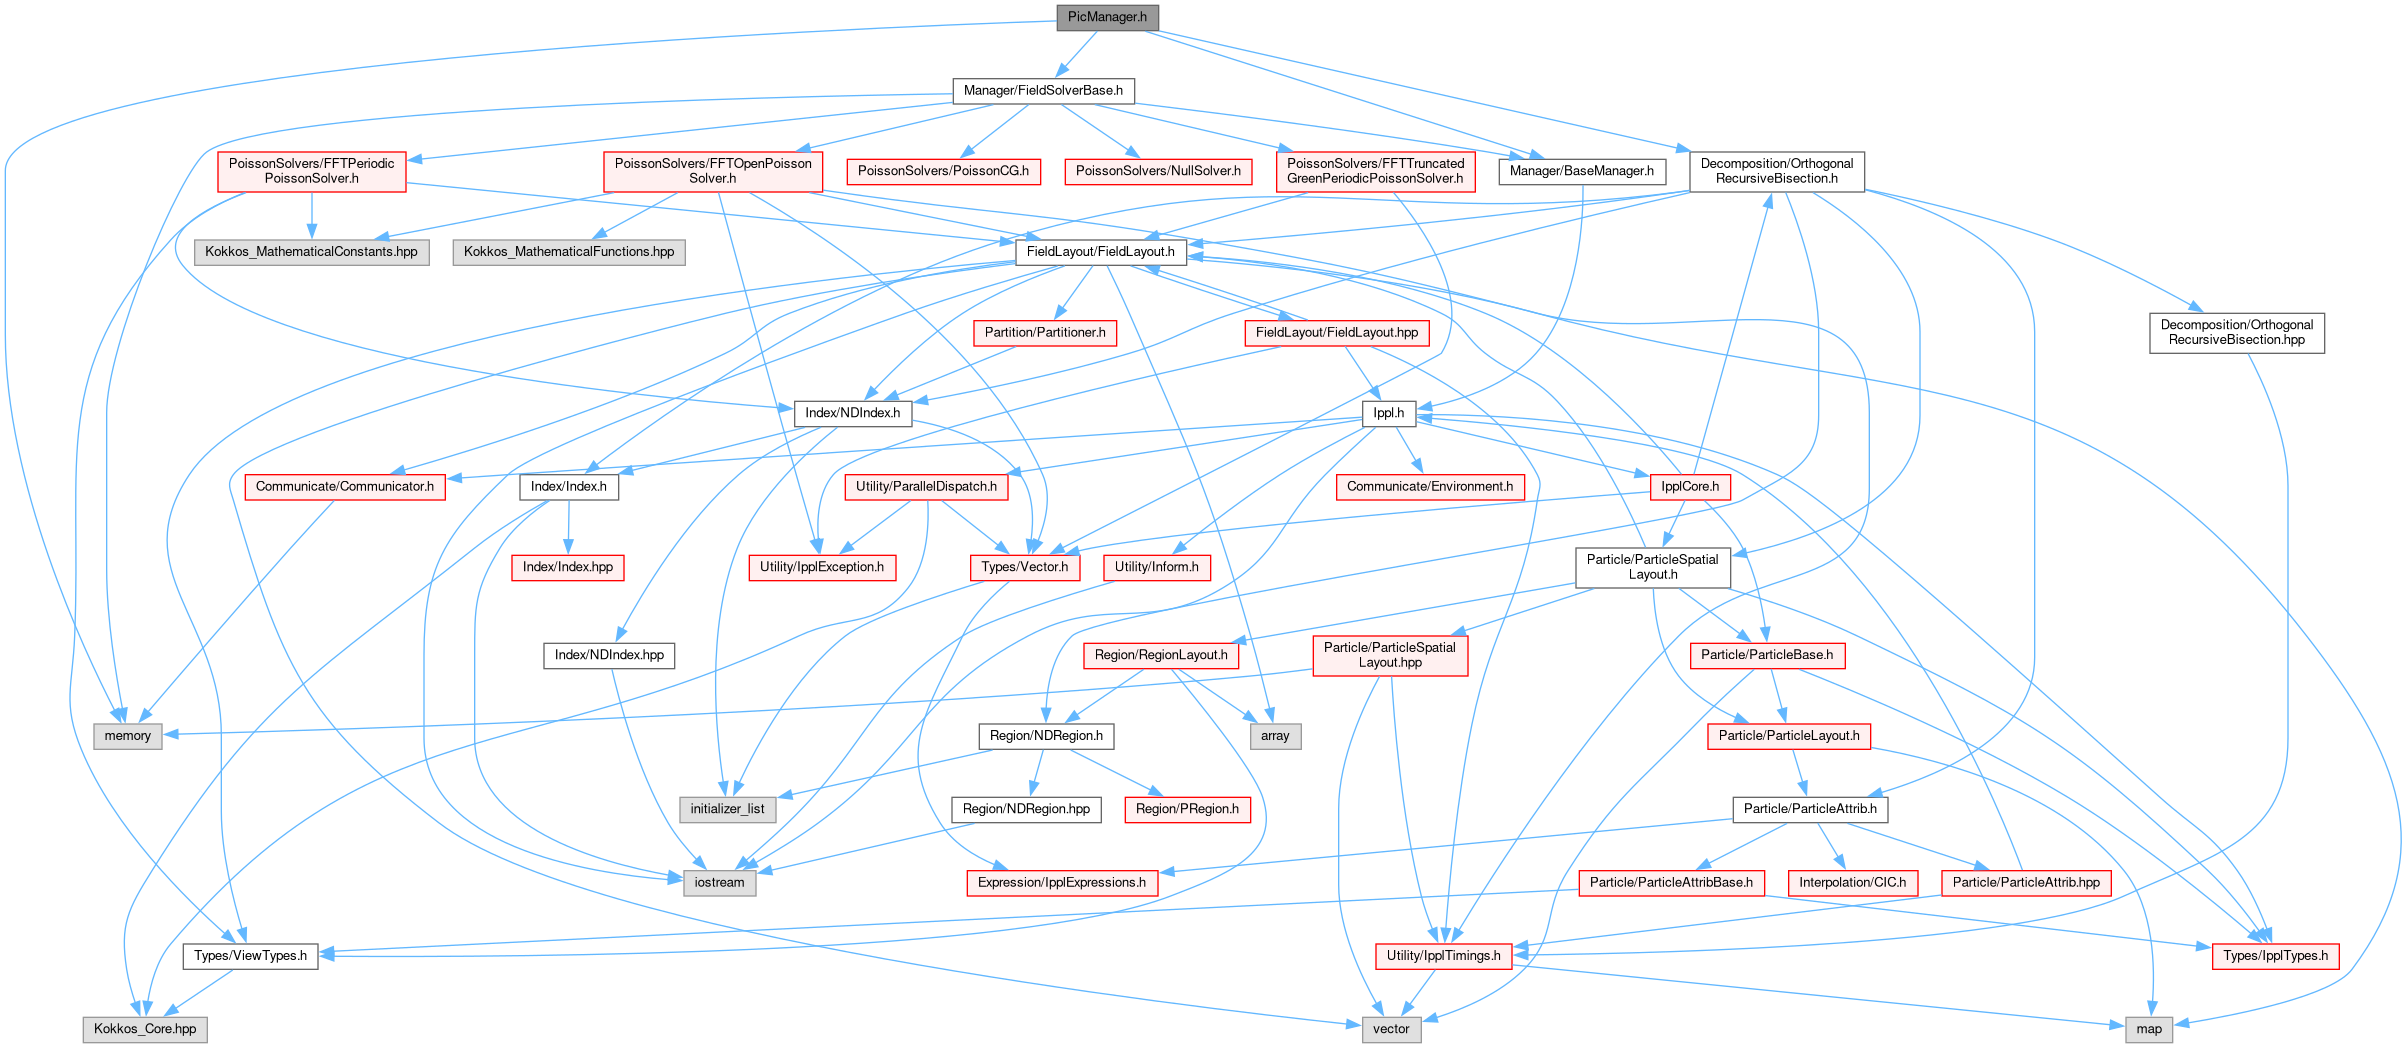 PicManager.h
Manager/FieldSolverBase.h
PoissonSolvers/FFTPeriodic
PoissonSolver.h
PoissonSolvers/FFTOpenPoisson
Solver.h
PoissonSolvers/PoissonCG.h
PoissonSolvers/NullSolver.h
PoissonSolvers/FFTTruncated
GreenPeriodicPoissonSolver.h
Manager/BaseManager.h
Decomposition/Orthogonal
RecursiveBisection.h
Kokkos_MathematicalConstants.hpp
Kokkos_MathematicalFunctions.hpp
FieldLayout/FieldLayout.h
Partition/Partitioner.h
FieldLayout/FieldLayout.hpp
Decomposition/Orthogonal
RecursiveBisection.hpp
Index/NDIndex.h
Ippl.h
Communicate/Communicator.h
Index/Index.h
Utility/ParallelDispatch.h
Communicate/Environment.h
IpplCore.h
Index/Index.hpp
Utility/IpplException.h
Types/Vector.h
Utility/Inform.h
Particle/ParticleSpatial
Layout.h
Index/NDIndex.hpp
Region/RegionLayout.h
Particle/ParticleSpatial
Layout.hpp
Particle/ParticleBase.h
memory
Region/NDRegion.h
array
Particle/ParticleLayout.h
initializer_list
Region/NDRegion.hpp
Region/PRegion.h
Particle/ParticleAttrib.h
iostream
Expression/IpplExpressions.h
Particle/ParticleAttribBase.h
Interpolation/CIC.h
Particle/ParticleAttrib.hpp
Types/ViewTypes.h
Utility/IpplTimings.h
Types/IpplTypes.h
Kokkos_Core.hpp
vector
map